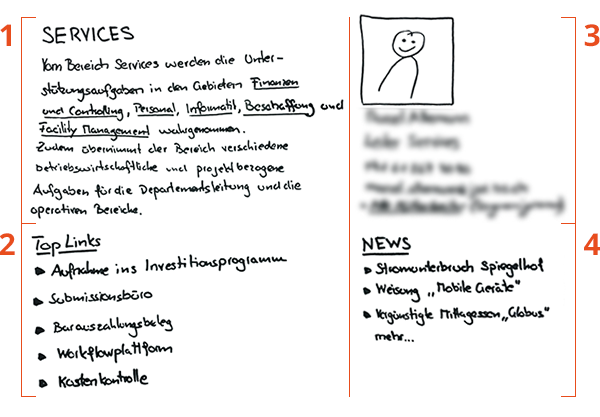 1
SERVICES
Vom Bereich Services werden die Unter-
stützungsaufgaben in den Gebieten Finanzen
und Controlling, Personal, Informatik, Beschaffung und
Facility Management wahrgenommen.
Zudem übernimmt der Bereich verschiedene
betriebswirtschaftliche und projektbezogene
Aufgaben für die Departementsleitung und die
operativen Bereiche.
2
Top Links
Aufnahme ins Investitionsprogramm
Submissionsbüro
Barauszahlungsbeleg
Workflowplattform
Kostenkontrolle
3
4
NEWS
Stromunterbruch Spiegelhof
Weisung „Mobile Geräte"
Vergünstigte Mittagessen „Globus"
mehr...